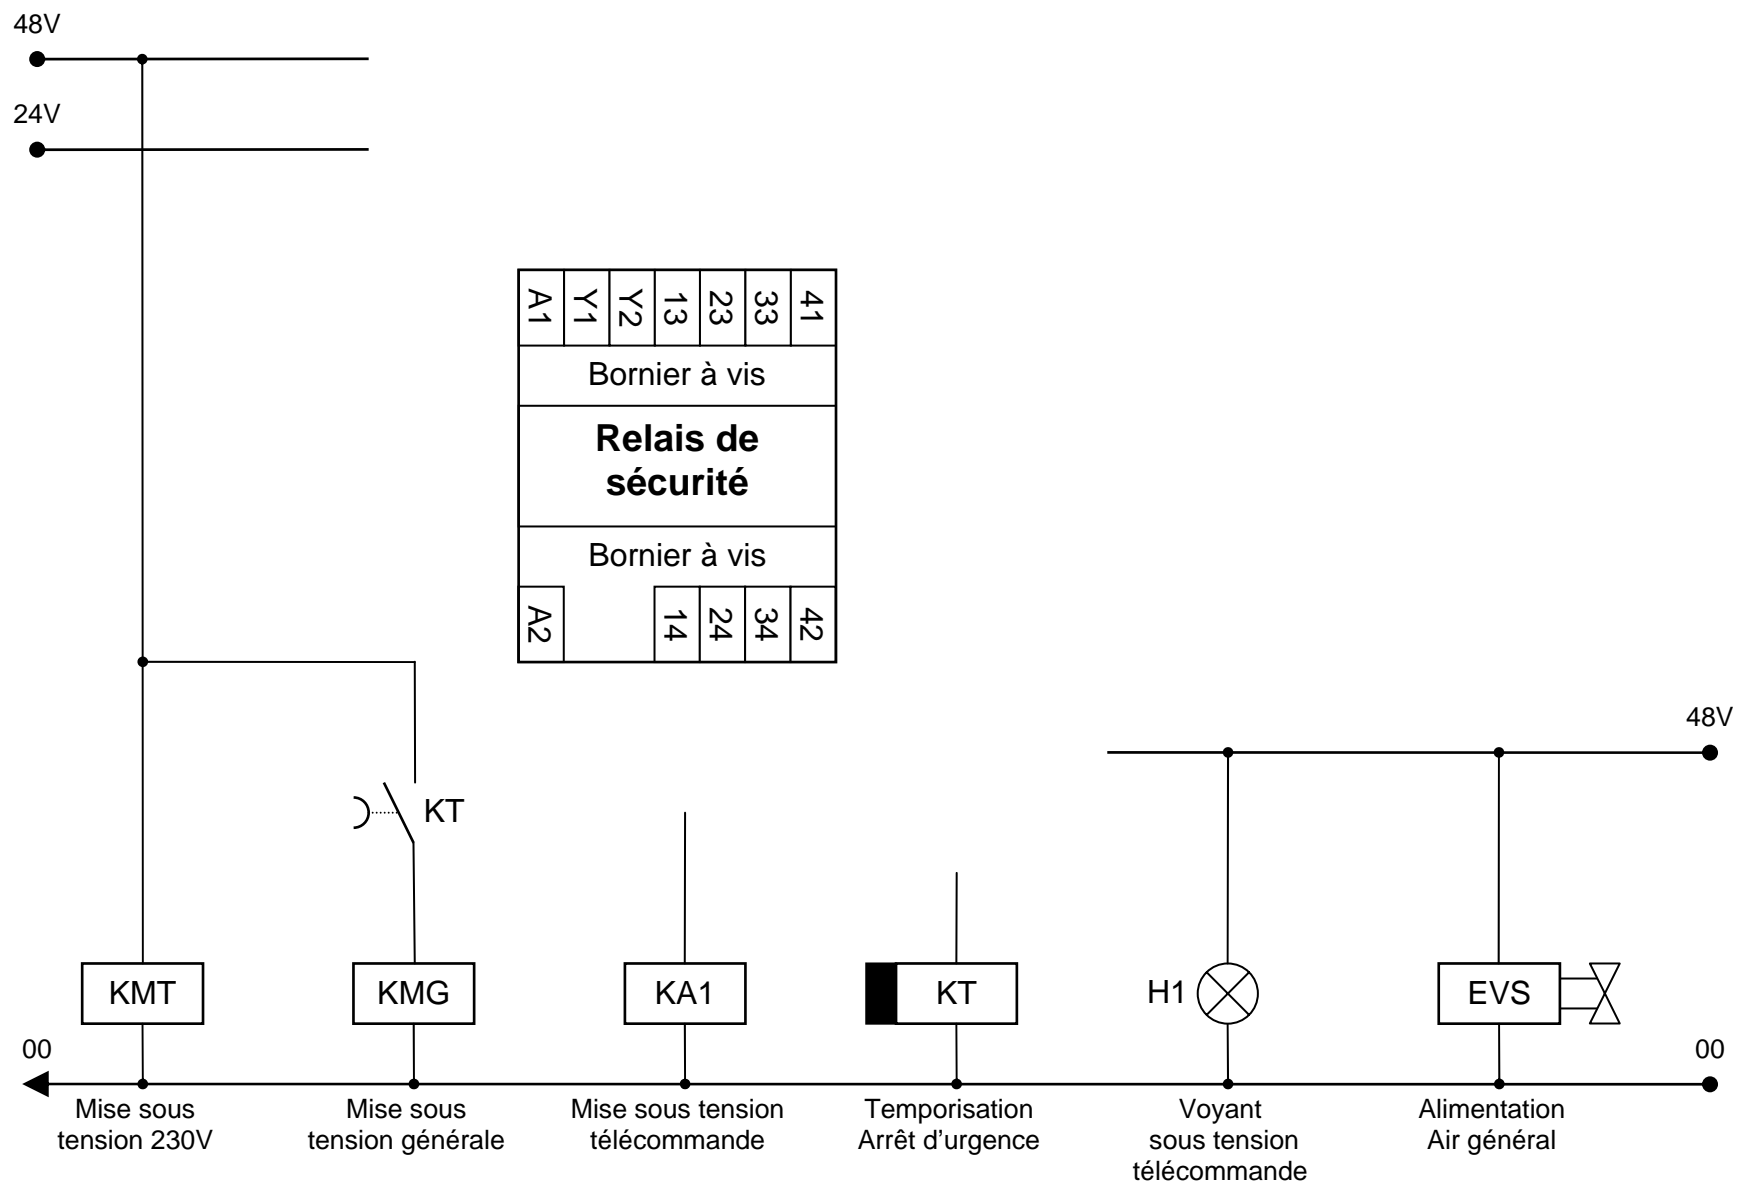 48V
24V
A1 Y1 Y2 13 23 33 41
Bornier à vis
Relais de
sécurité
Bornier à vis
A2 14 24 34 42
48V
KT
KMT
KMG
KA1
KT
H1
EVS
00
00
Mise sous
tension 230V
Mise sous
tension générale
Mise sous tension
télécommande
Temporisation
Arrêt d'urgence
Voyant
sous tension
télécommande
Alimentation
Air général